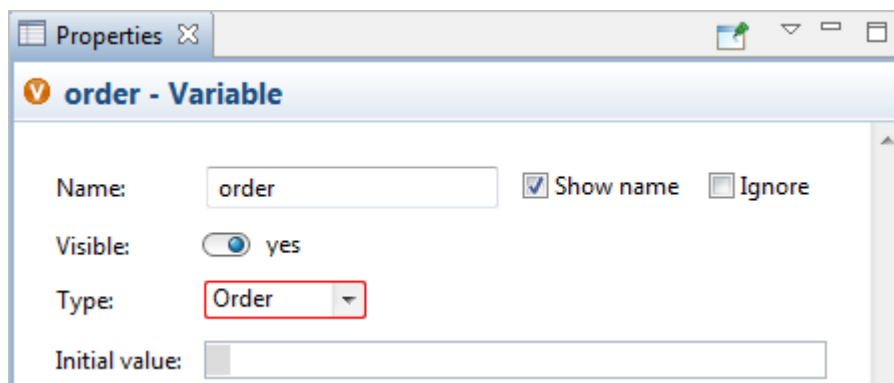 Properties
order - Variable
Name: order Show name Ignore
Visible: yes
Type: Order
Initial value: